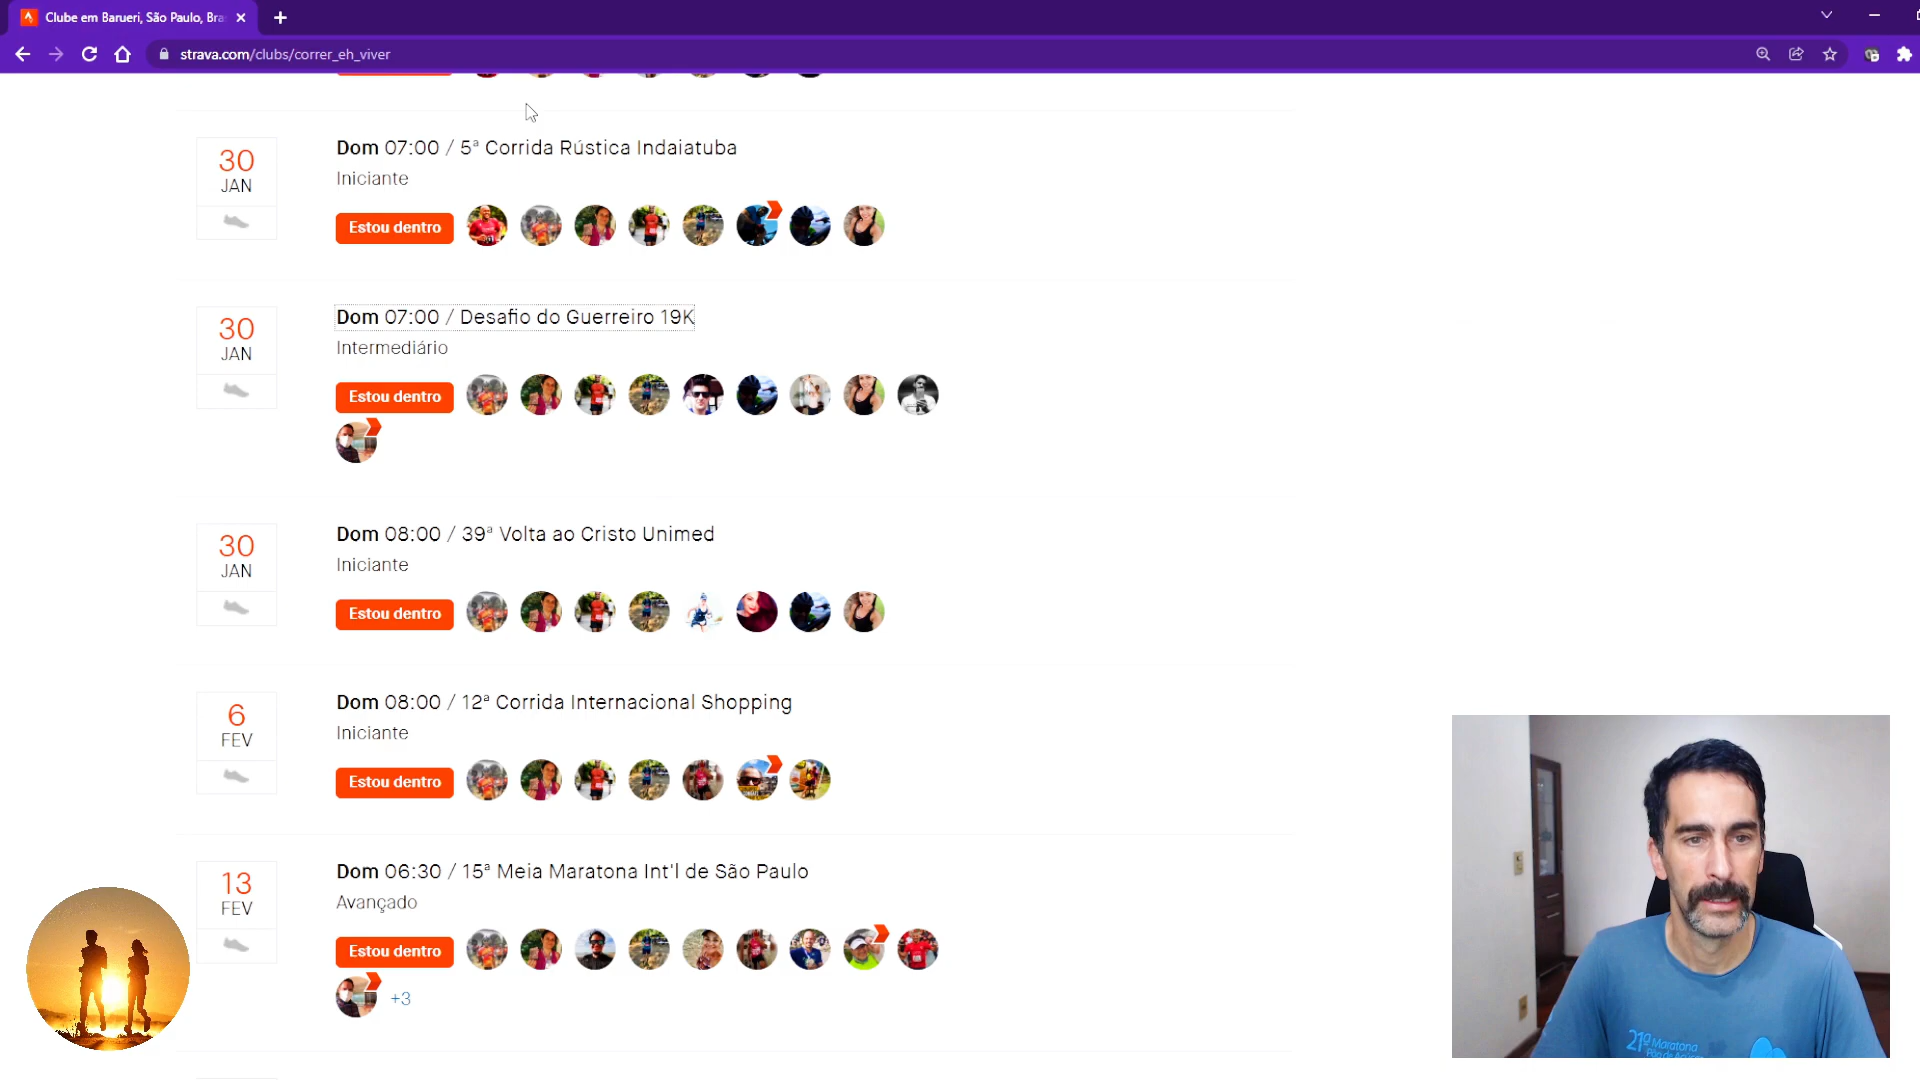 Clube em Barueri, São Paulo, Bra
strava.com/clubs/correr_eh_viver
30
JAN
Dom 07:00 / 5ª Corrida Rústica Indaiatuba
Iniciante
Estou dentro
30
JAN
Dom 07:00 / Desafio do Guerreiro 19K
Intermediário
Estou dentro
30
JAN
Dom 08:00 / 39ª Volta ao Cristo Unimed
Iniciante
Estou dentro
6
FEV
Dom 08:00 / 12ª Corrida Internacional Shopping
Iniciante
Estou dentro
13
FEV
Dom 06:30 / 15ª Meia Maratona Int'l de São Paulo
Avançado
Estou dentro
+3
21ª Maratona